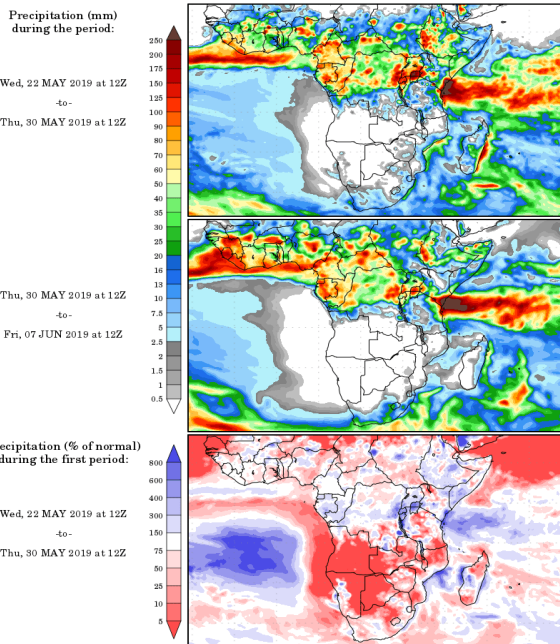 Precipitation (mm)
during the period:
Wed, 22 MAY 2019 at 12Z
-to-
Thu, 30 MAY 2019 at 12Z
250
200
175
150
125
100
90
80
70
60
50
40
35
30
25
20
16
13
10
7.5
5
2.5
2
1.5
1
0.5
Thu, 30 MAY 2019 at 12Z
-to-
Fri, 07 JUN 2019 at 12Z
ecipitation (% of normal)
during the first period:
Wed, 22 MAY 2019 at 12Z
-to-
Thu, 30 MAY 2019 at 12Z
800
600
400
300
150
75
50
25
10
5